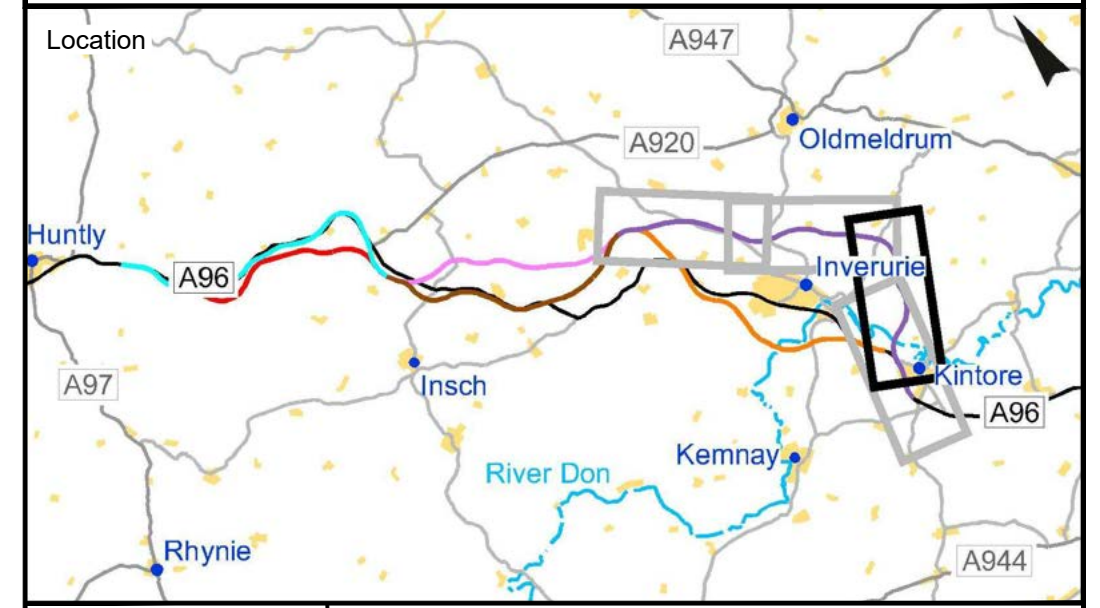 Location
A947
A920
Oldmeldrum
Huntly
A96
Inverurie
A97
Insch
Kintore
A96
Kemnay
River Don
Rhynie
A944